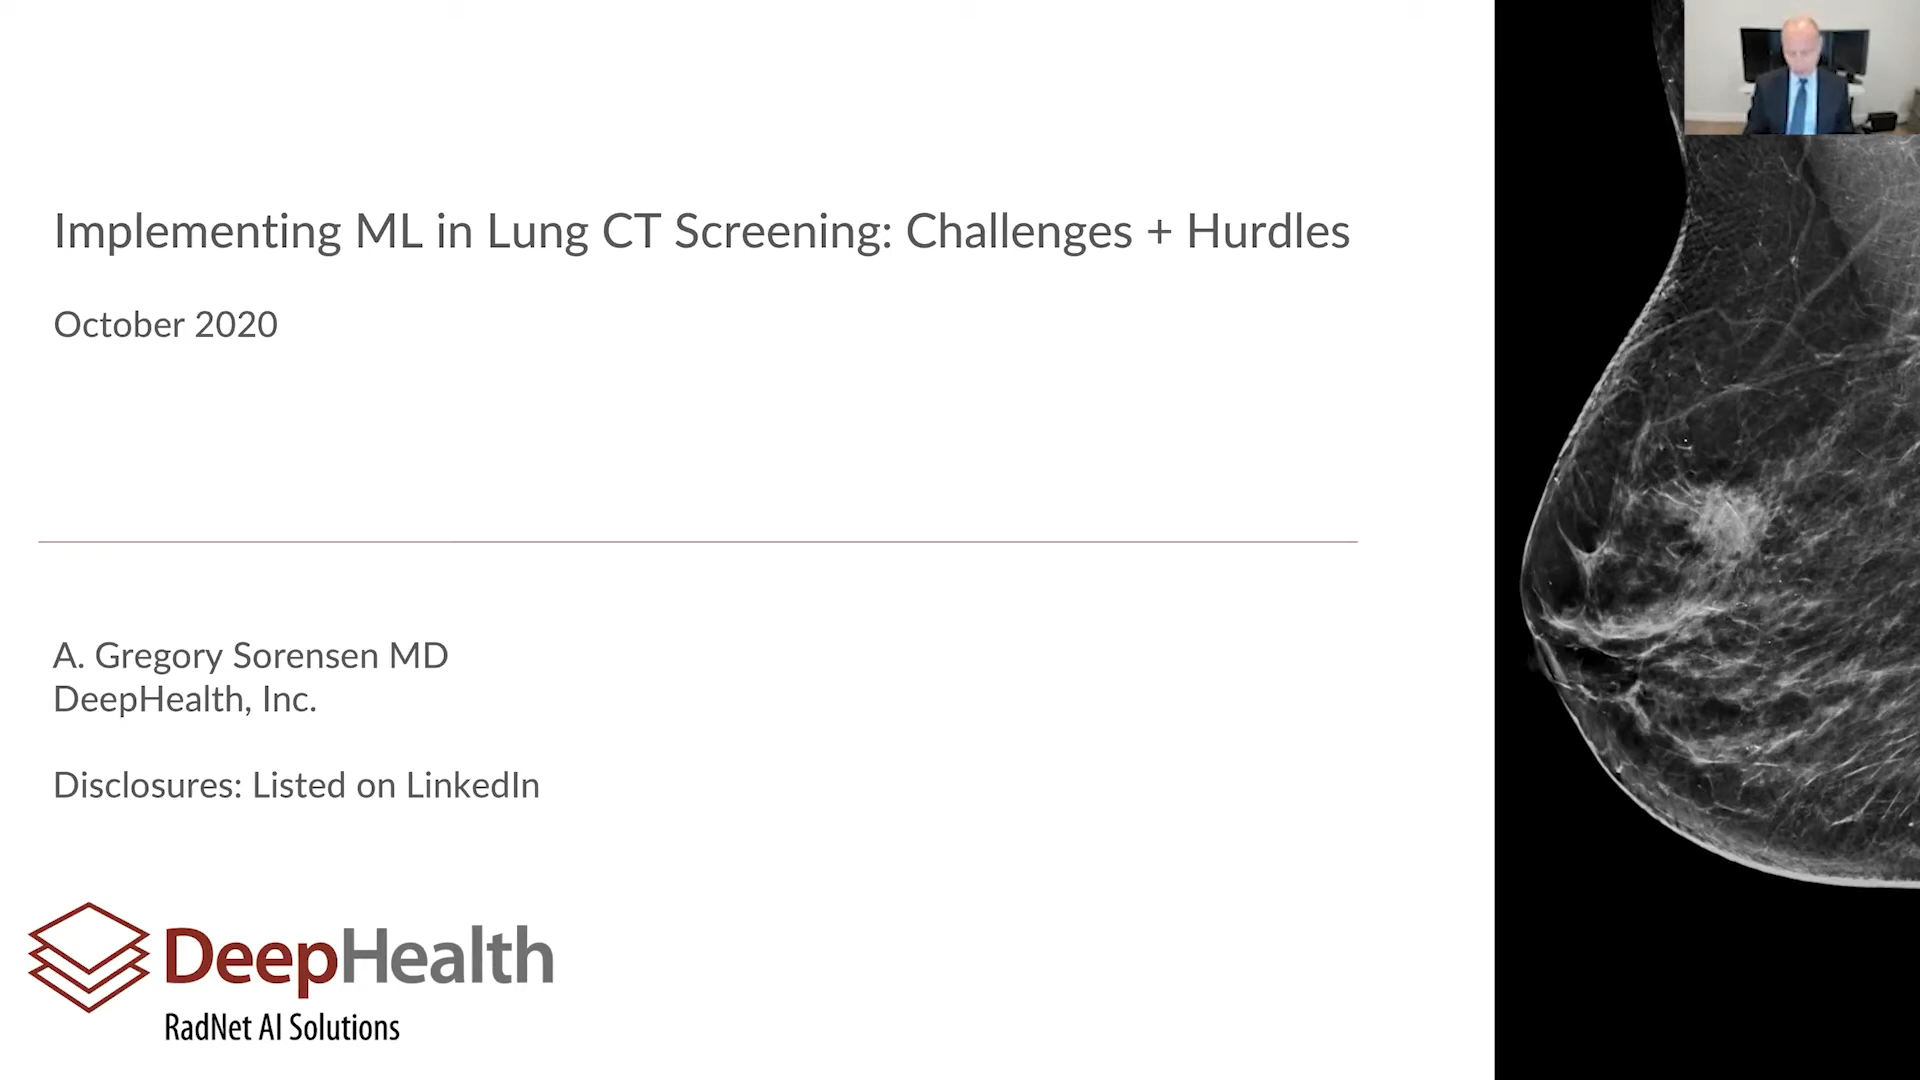 Implementing ML in Lung CT Screening: Challenges + Hurdles
October 2020
A. Gregory Sorensen MD
DeepHealth, Inc.
Disclosures: Listed on LinkedIn
DeepHealth
RadNet AI Solutions